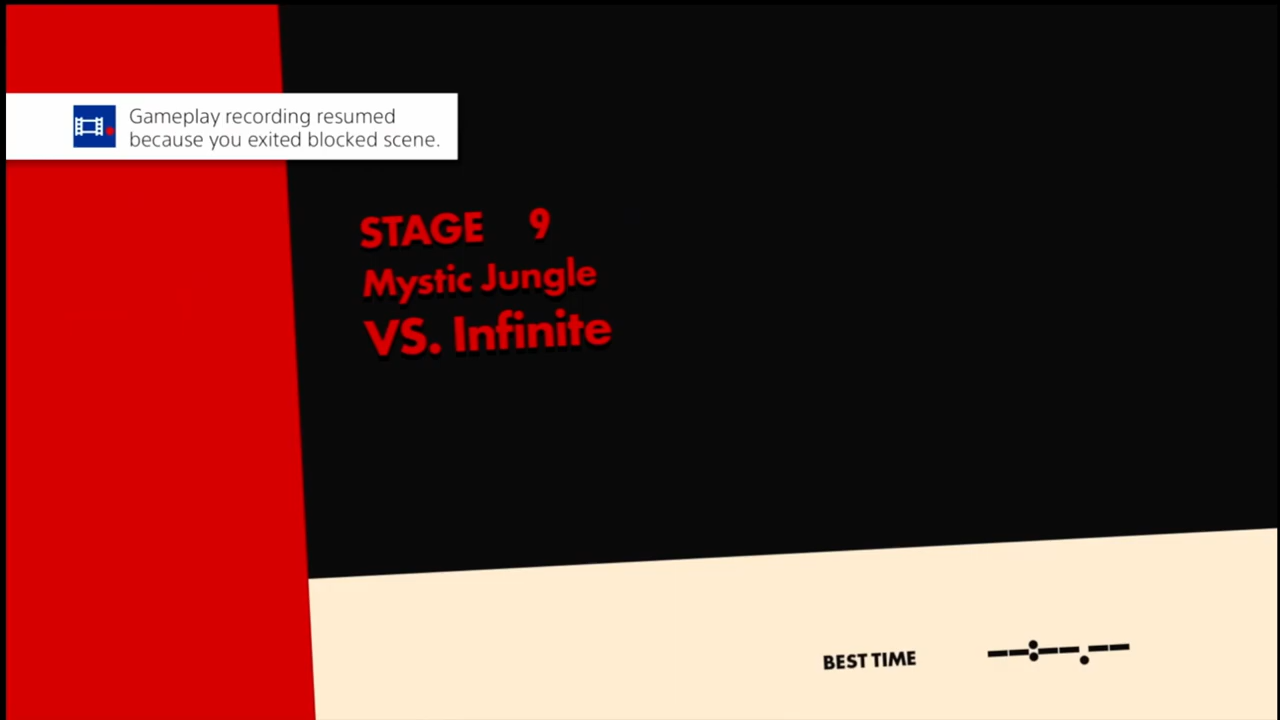 Gameplay recording resumed
because you exited blocked scene.
STAGE 9
Mystic Jungle
VS. Infinite
BEST TIME --:--.--